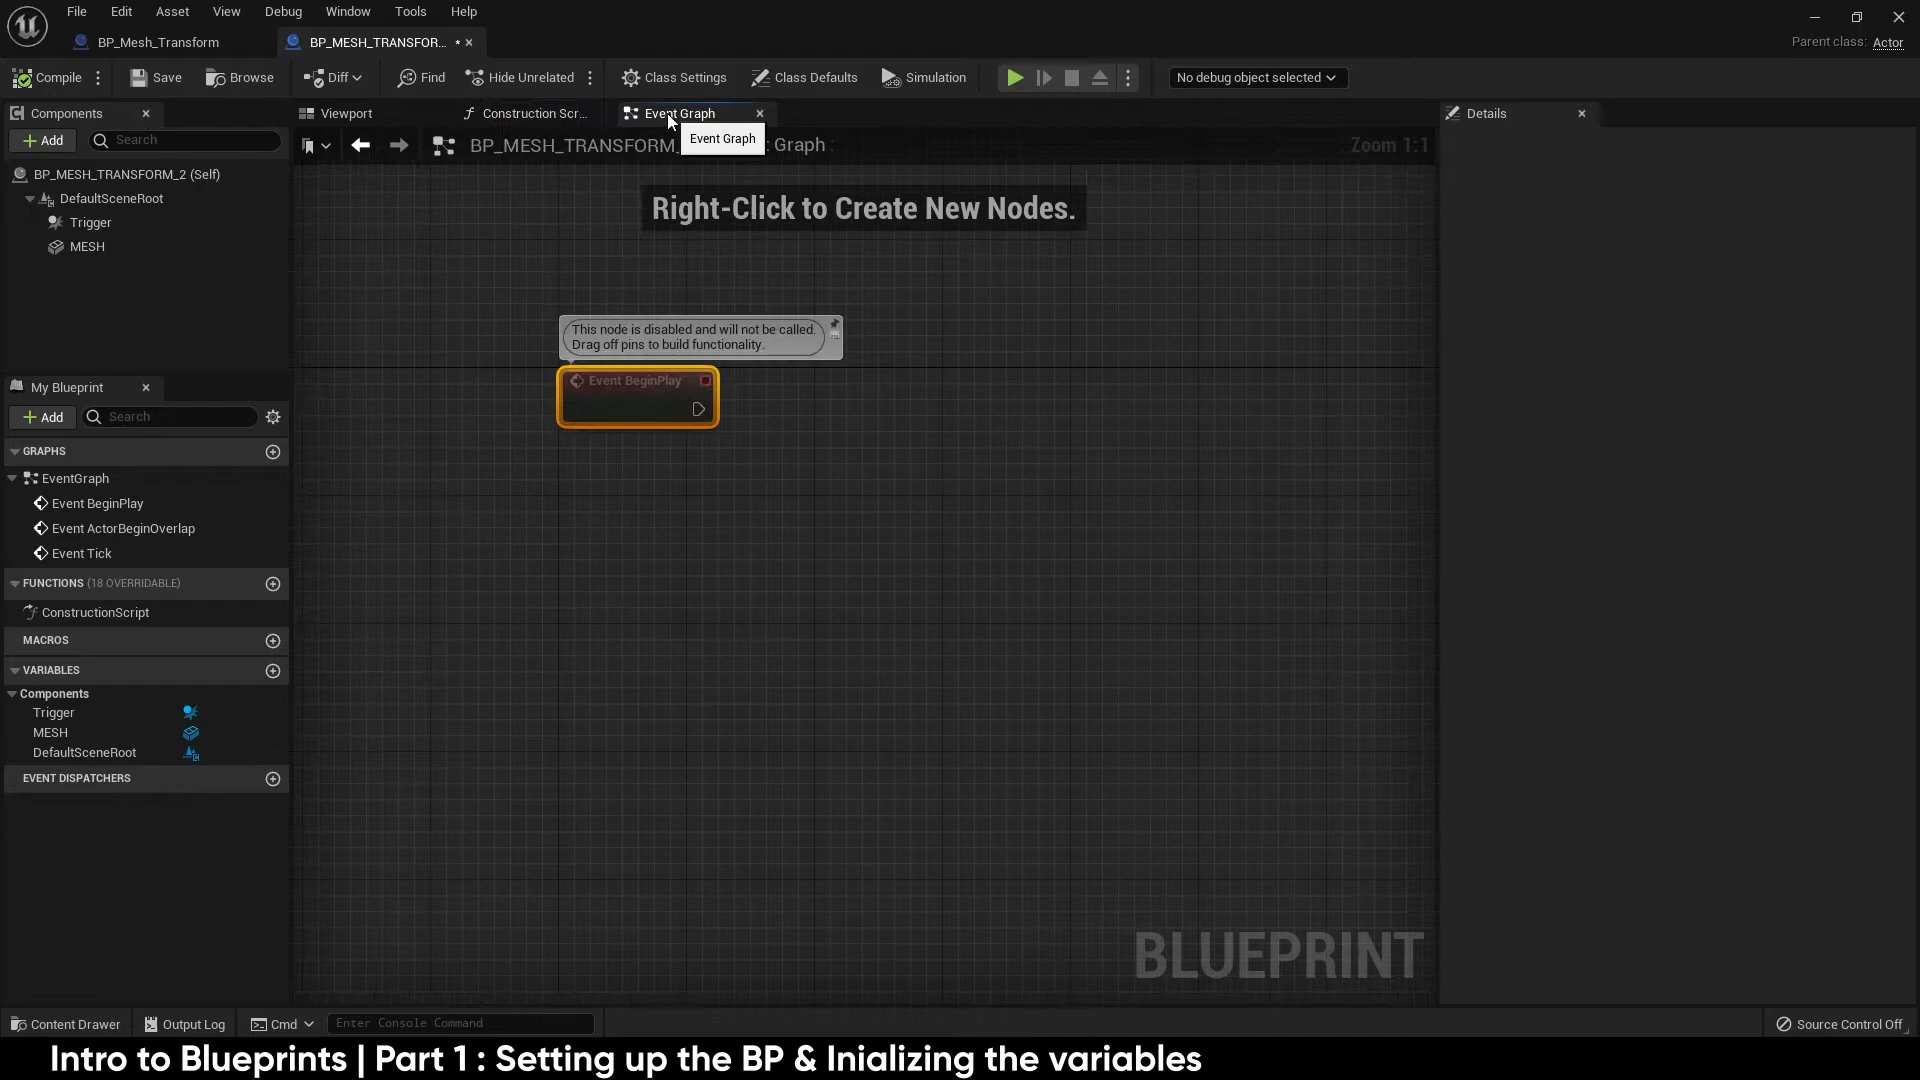 File Edit Asset View Debug Window Tools Help
BP_Mesh_Transform BP_MESH_TRANSFOR... * Parent class: Actor
Compile Save Browse Diff Find Hide Unrelated Class Settings Class Defaults Simulation No debug object selected
Components Viewport Construction Scr... Event Graph Details
Add Search BP_MESH_TRANSFORM_ Graph Zoom 1:1
Event Graph
BP_MESH_TRANSFORM_2 (Self)
DefaultSceneRoot
Trigger
MESH
Right-Click to Create New Nodes.
This node is disabled and will not be called.
Drag off pins to build functionality.
Event BeginPlay
My Blueprint
Add Search
GRAPHS
EventGraph
Event BeginPlay
Event ActorBeginOverlap
Event Tick
FUNCTIONS (18 OVERRIDABLE)
ConstructionScript
MACROS
VARIABLES
Components
Trigger
MESH
DefaultSceneRoot
EVENT DISPATCHERS
BLUEPRINT
Content Drawer Output Log Cmd Enter Console Command Source Control Off
Intro to Blueprints | Part 1 : Setting up the BP & Inializing the variables